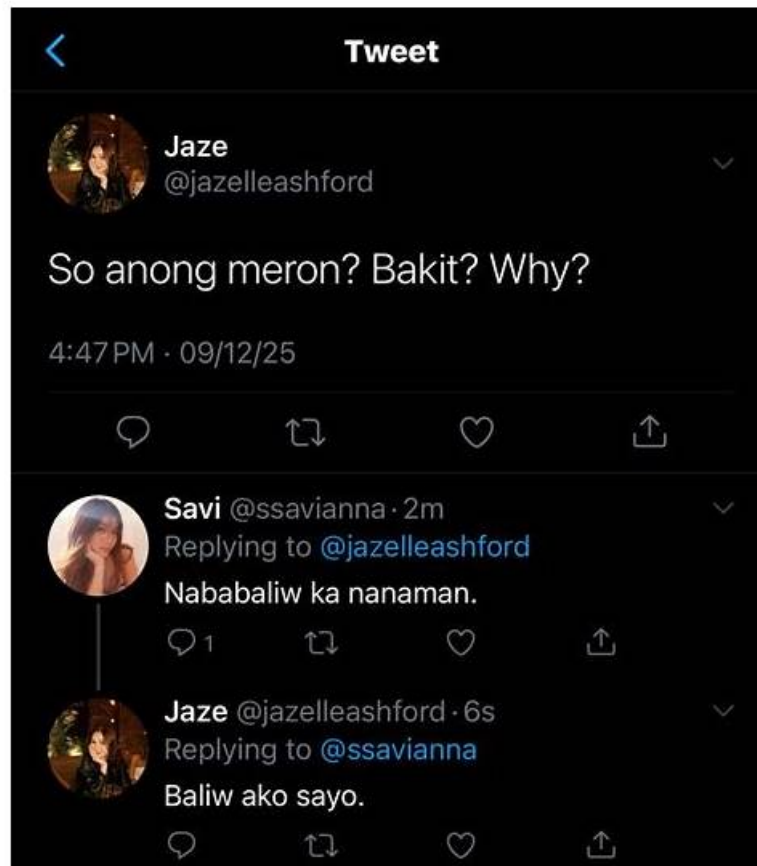 Tweet
Jaze
@jazelleashford
So anong meron? Bakit? Why?
4:47 PM · 09/12/25
Savi @ssavianna · 2m
Replying to @jazelleashford
Nababaliw ka nanaman.
1
Jaze @jazelleashford · 6s
Replying to @ssavianna
Baliw ako sayo.